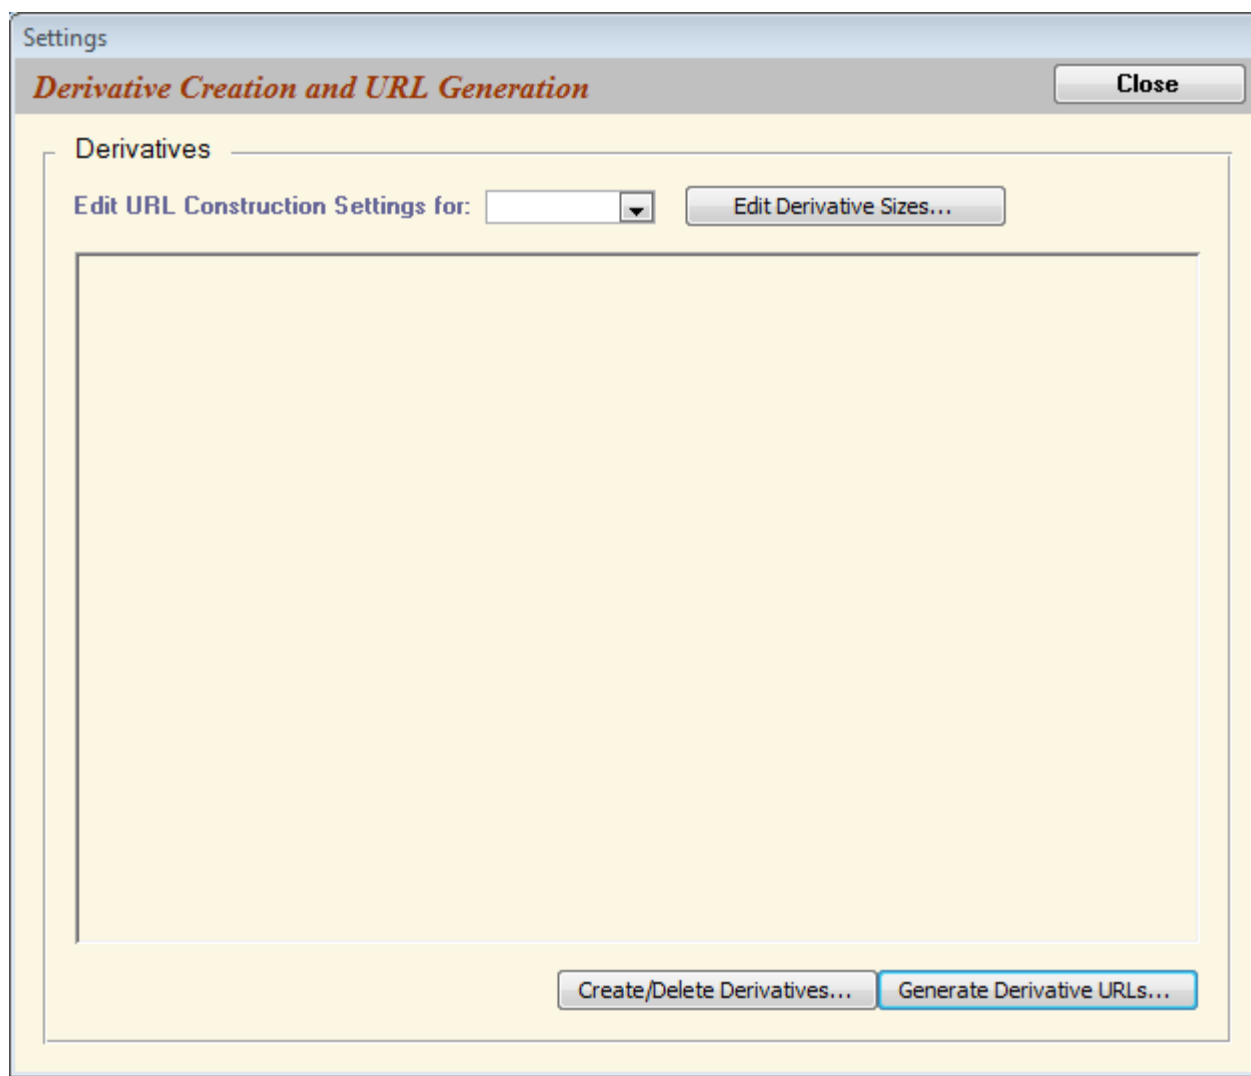 Settings
Derivative Creation and URL Generation
Close
Derivatives
Edit URL Construction Settings for:
Edit Derivative Sizes...
Create/Delete Derivatives...
Generate Derivative URLs...